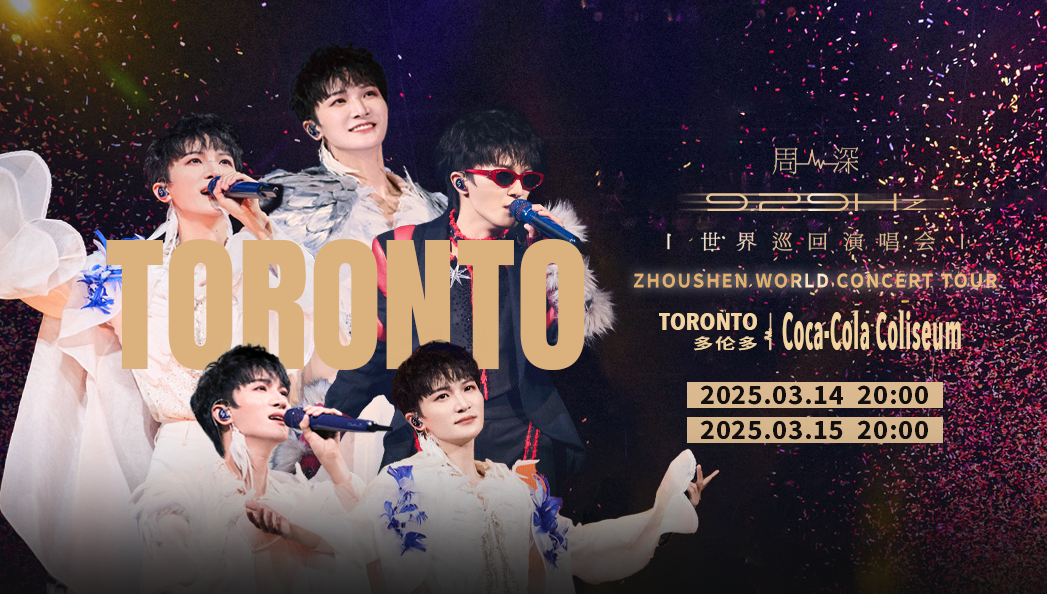 TORONTO
周深
9.29Hz
「世界巡回演唱会」
ZHOUSHEN WORLD CONCERT TOUR
TORONTO
多伦多
Coca-Cola Coliseum
2025.03.14 20:00
2025.03.15 20:00